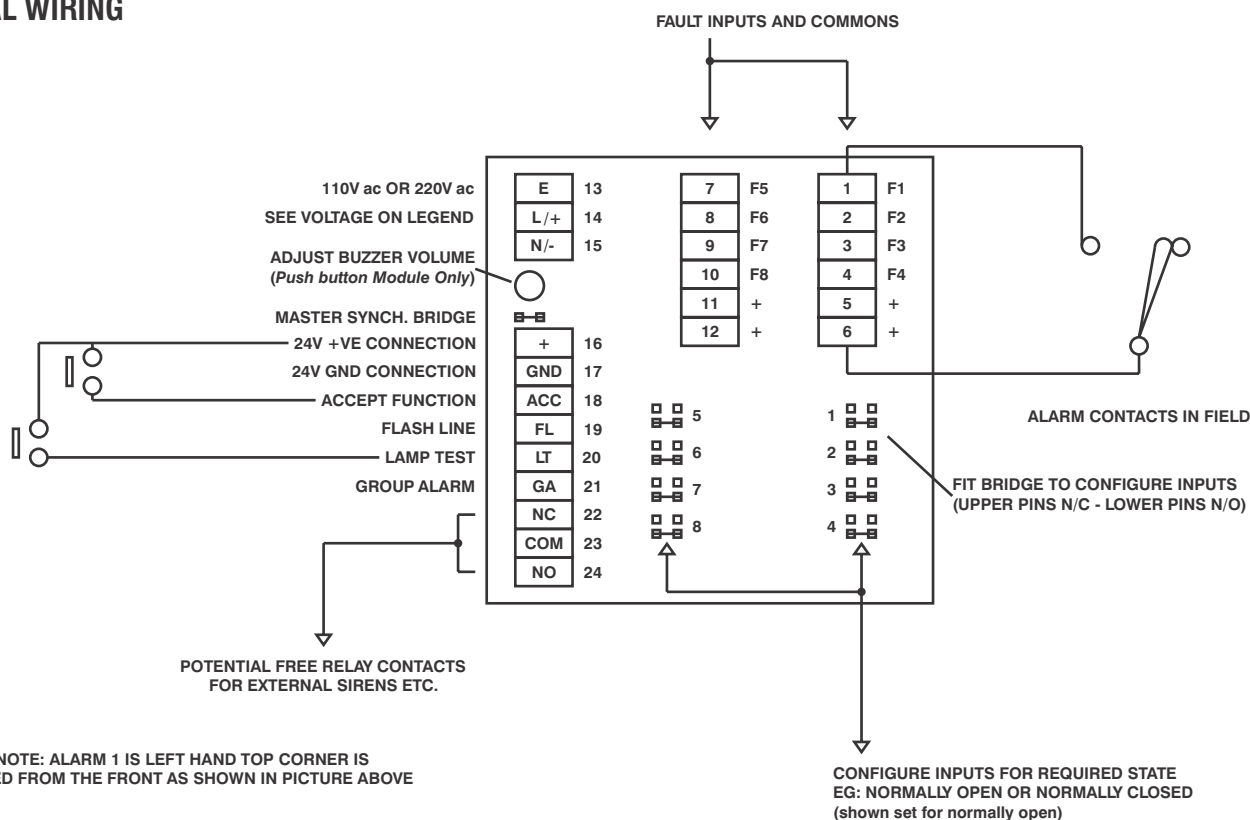 AL WIRING
FAULT INPUTS AND COMMONS
110V ac OR 220V ac
SEE VOLTAGE ON LEGEND
ADJUST BUZZER VOLUME
(Push button Module Only)
MASTER SYNCH. BRIDGE
24V +VE CONNECTION
24V GND CONNECTION
ACCEPT FUNCTION
FLASH LINE
LAMP TEST
GROUP ALARM
E 13
L/+ 14
N/- 15
+ 16
GND 17
ACC 18
FL 19
LT 20
GA 21
NC 22
COM 23
NO 24
7 F5
8 F6
9 F7
10 F8
11 +
12 +
1 F1
2 F2
3 F3
4 F4
5 +
6 +
5
6
7
8
1
2
3
4
ALARM CONTACTS IN FIELD
FIT BRIDGE TO CONFIGURE INPUTS
(UPPER PINS N/C - LOWER PINS N/O)
POTENTIAL FREE RELAY CONTACTS
FOR EXTERNAL SIRENS ETC.
NOTE: ALARM 1 IS LEFT HAND TOP CORNER IS
ED FROM THE FRONT AS SHOWN IN PICTURE ABOVE
CONFIGURE INPUTS FOR REQUIRED STATE
EG: NORMALLY OPEN OR NORMALLY CLOSED
(shown set for normally open)